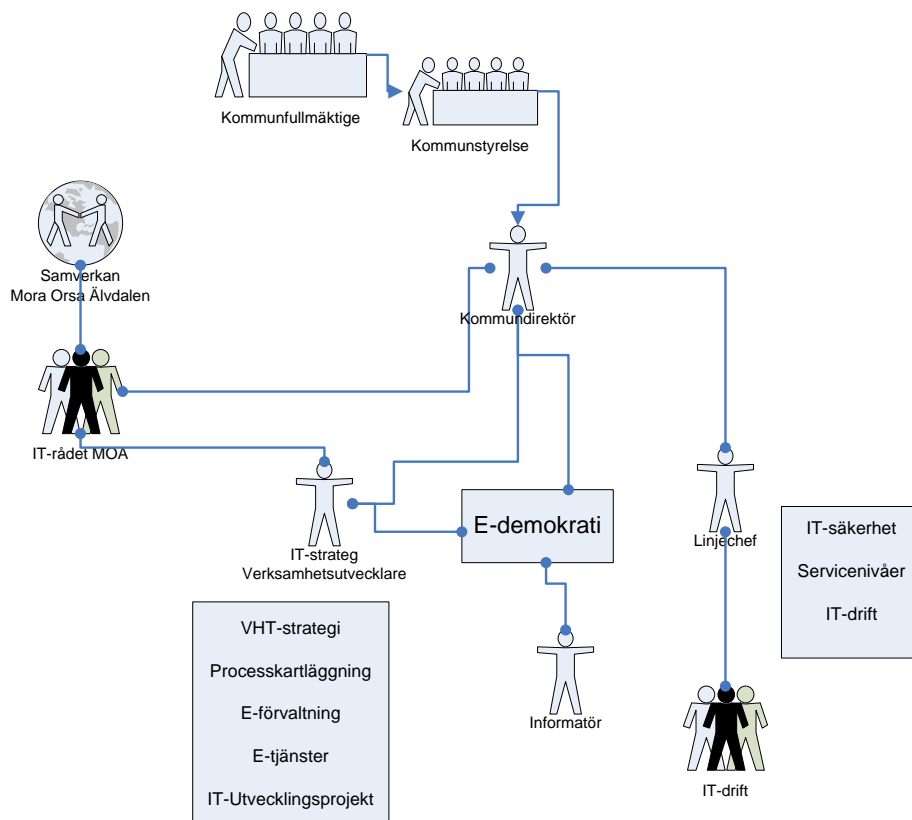 Kommunfullmäktige
Kommunstyrelse
Samverkan
Mora Orsa Älvdalen
Kommundirektör
IT-rådet MOA
IT-strateg
Verksamhetsutvecklare
E-demokrati
Linjechef
IT-säkerhet
Servicenivåer
IT-drift
VHT-strategi
Processkartläggning
E-förvaltning
E-tjänster
IT-Utvecklingsprojekt
Informatör
IT-drift